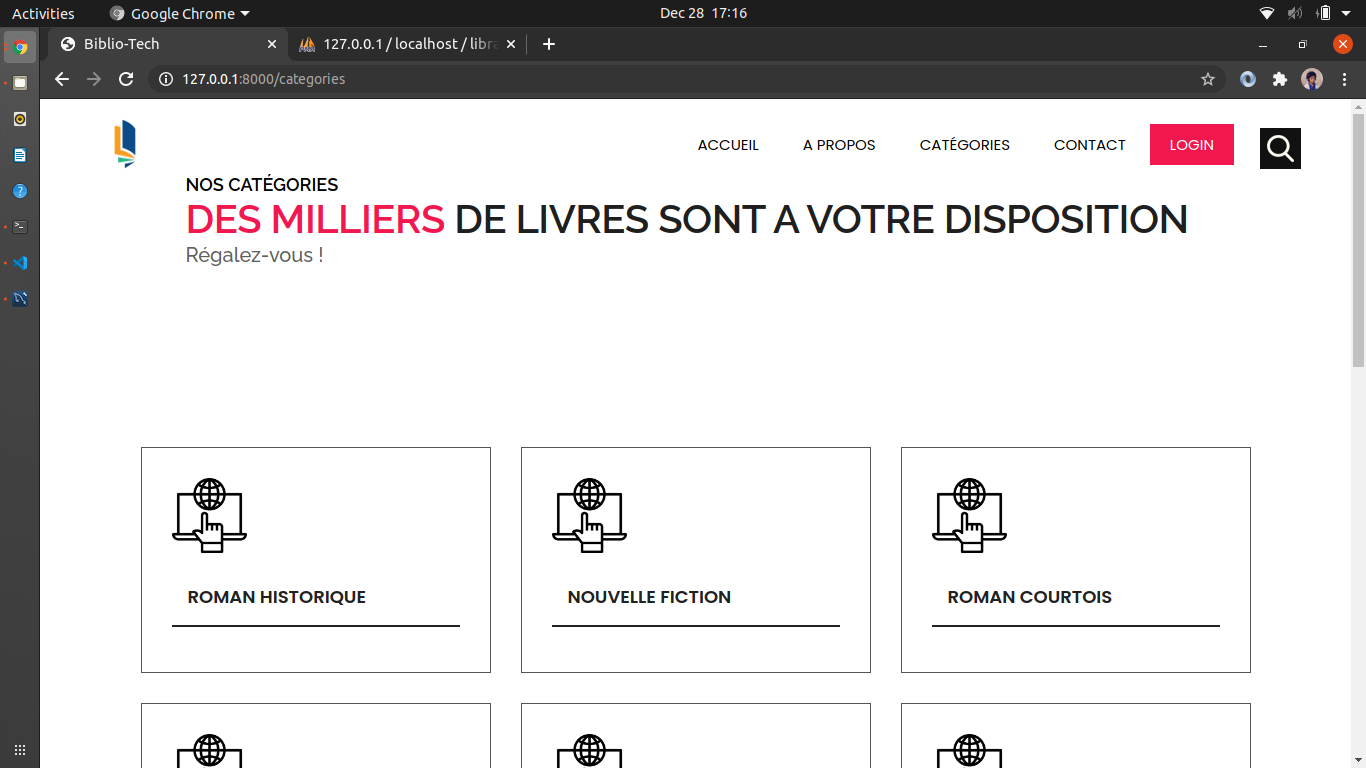 Activities Google Chrome Dec 28 17:16
Biblio-Tech 127.0.0.1 / localhost / libra
127.0.0.1:8000/categories
ACCUEIL A PROPOS CATÉGORIES CONTACT LOGIN
NOS CATÉGORIES
DES MILLIERS DE LIVRES SONT A VOTRE DISPOSITION
Régalez-vous !
ROMAN HISTORIQUE NOUVELLE FICTION ROMAN COURTOIS